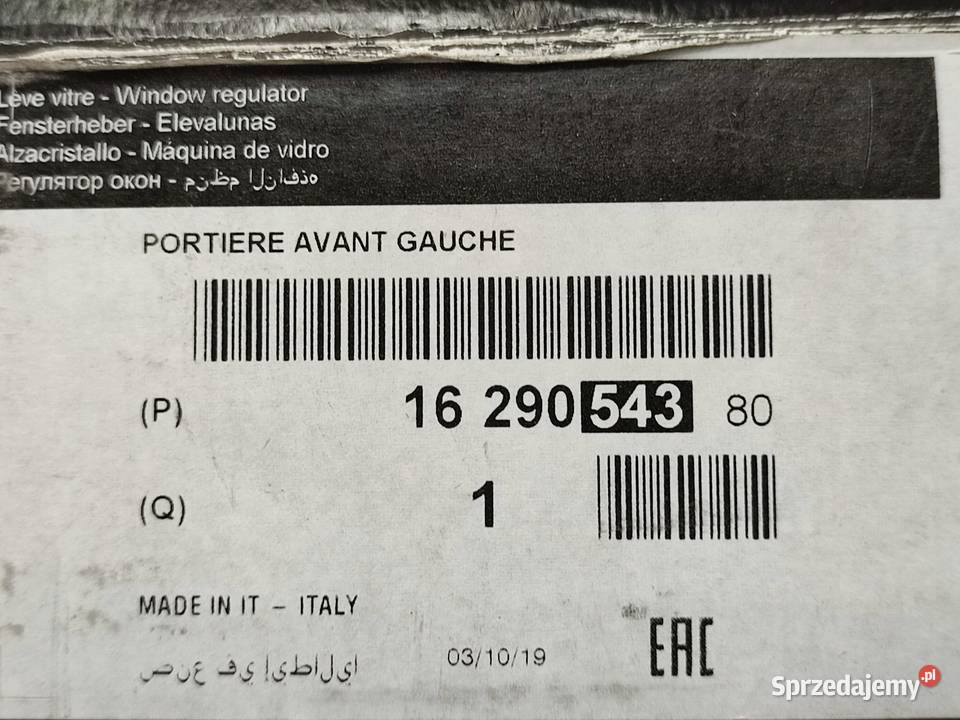 Leve vitre - Window regulator
Fensterheber - Elevalunas
Alzacristallo - Máquina de vidro
Регулятор окон - منظم النافذه
PORTIERE AVANT GAUCHE
(P) 16 290 543 80
(Q) 1
MADE IN IT - ITALY
صنع في إيطاليا
03/10/19
EAC
Sprzedajemy.pl